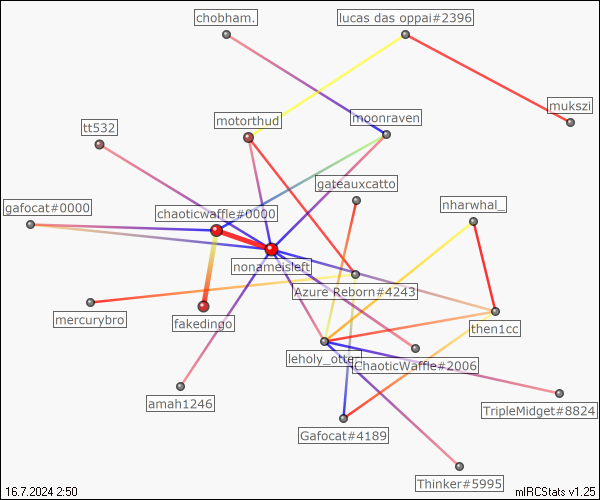 chobham.
lucas das oppai#2396
mukszi
motorthud
moonraven
tt532
gateauxcatto
nharwhal_
gafocat#0000
chaoticwaffle#0000
nonameisleft
Azure Reborn#4243
mercurybro
fakedingo
then1cc
leholy_otte
ChaoticWaffle#2006
amah1246
TripleMidget#8824
Gafocat#4189
Thinker#5995
16.7.2024 2:50
mIRCStats v1.25